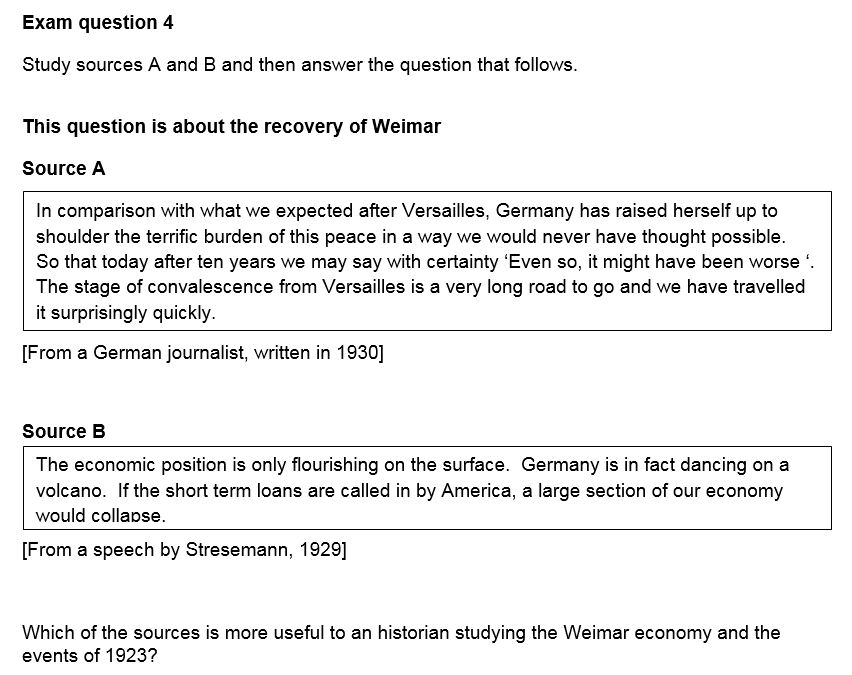 Exam question 4
Study sources A and B and then answer the question that follows.
This question is about the recovery of Weimar
Source A
In comparison with what we expected after Versailles, Germany has raised herself up to
shoulder the terrific burden of this peace in a way we would never have thought possible.
So that today after ten years we may say with certainty ‘Even so, it might have been worse ‘.
The stage of convalescence from Versailles is a very long road to go and we have travelled
it surprisingly quickly.
[From a German journalist, written in 1930]
Source B
The economic position is only flourishing on the surface.  Germany is in fact dancing on a
volcano.  If the short term loans are called in by America, a large section of our economy
would collapse.
[From a speech by Stresemann, 1929]
Which of the sources is more useful to an historian studying the Weimar economy and the
events of 1923?